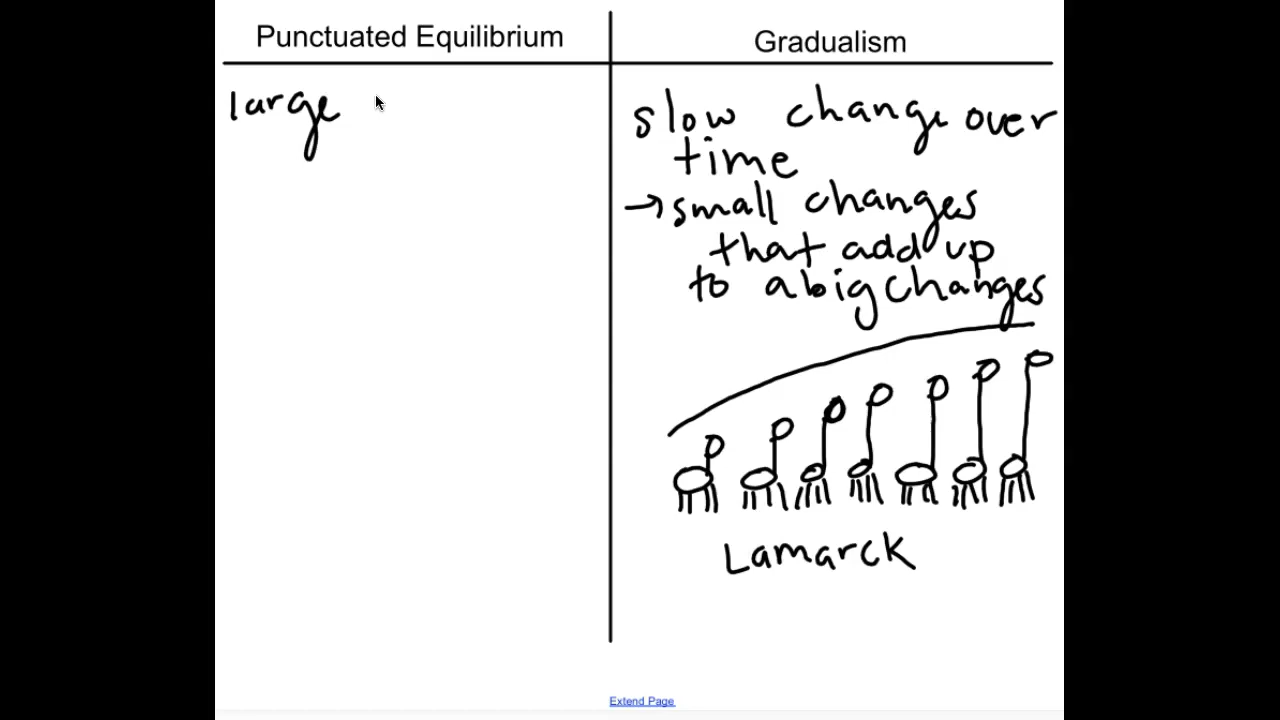 Punctuated Equilibrium
Gradualism
large
slow change over
time
→ small changes
that add up
to a big changes
Lamarck
Extend Page